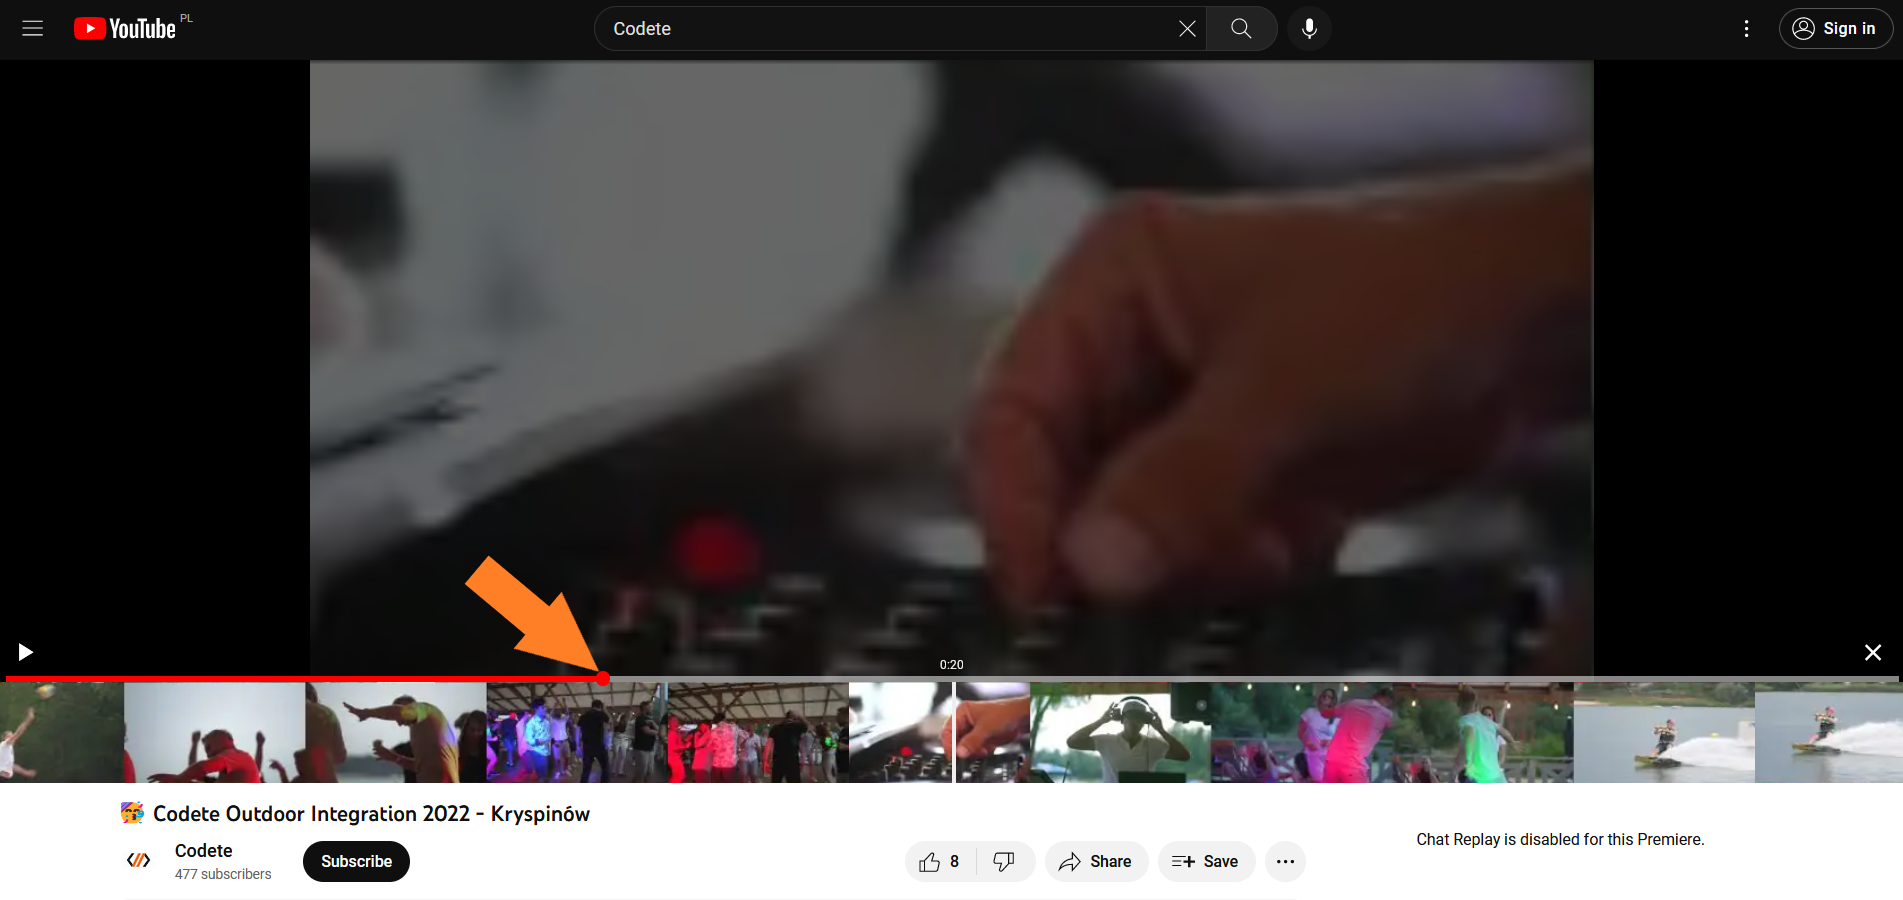 YouTube PL
Codete
Sign in
0:20
🥳 Codete Outdoor Integration 2022 - Kryspinów
Codete
477 subscribers
Subscribe
8
Share
Save
Chat Replay is disabled for this Premiere.